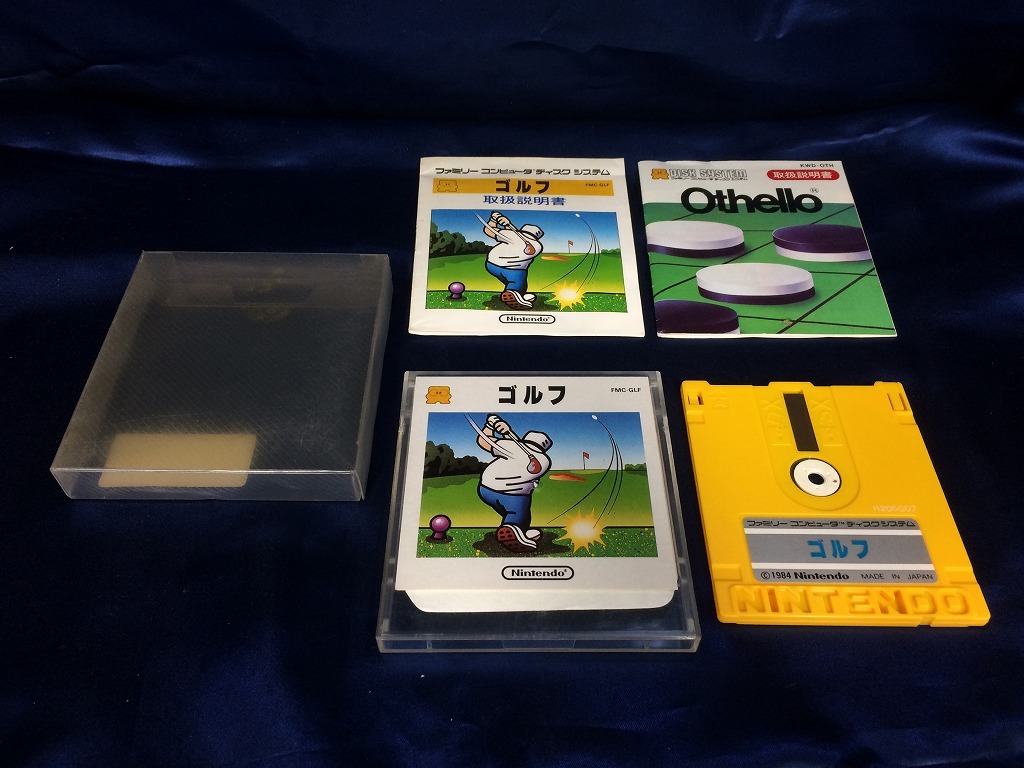 ファミリー コンピュータ ディスク システム
ゴルフ
FMC-GLF
取扱説明書
Nintendo®
KWD-OTH
DISK SYSTEM
取扱説明書
Othello®
ゴルフ
FMC-GLF
Nintendo®
ファミリー コンピュータ™ ディスク システム
ゴルフ
©1984 Nintendo MADE IN JAPAN
NINTENDO